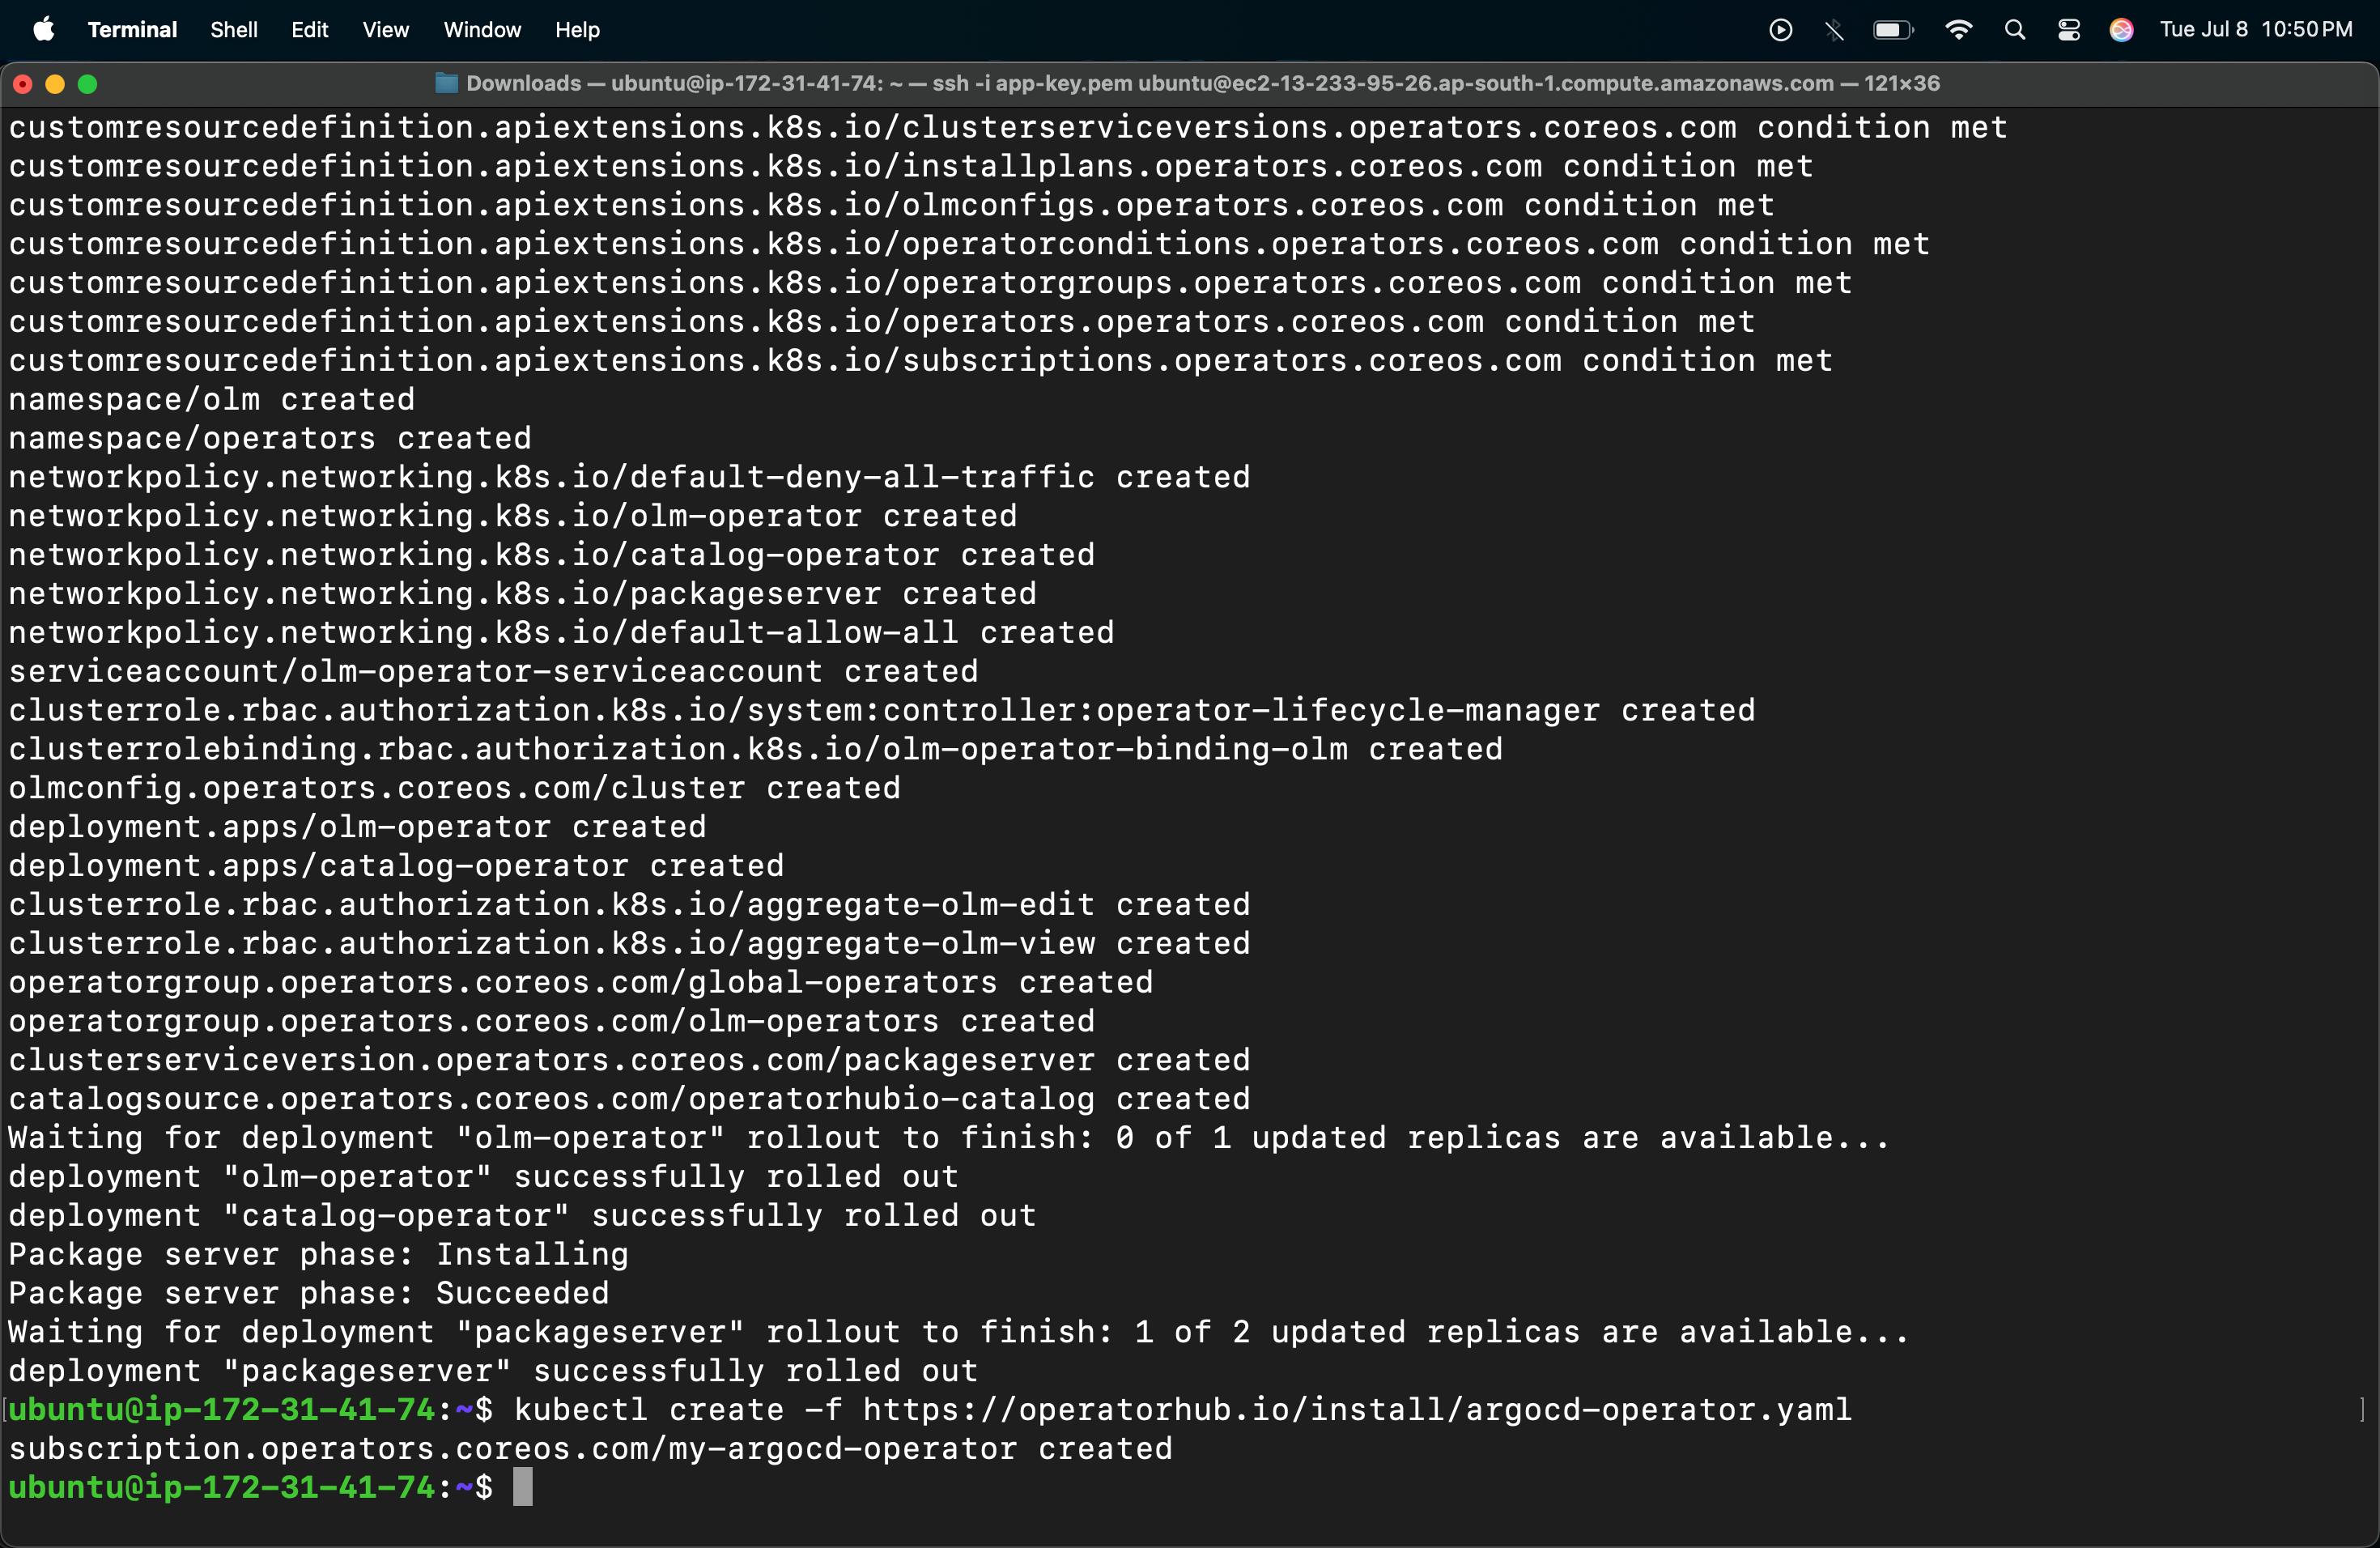 Terminal Shell Edit View Window Help Tue Jul 8 10:50 PM
Downloads — ubuntu@ip-172-31-41-74: ~ — ssh -i app-key.pem ubuntu@ec2-13-233-95-26.ap-south-1.compute.amazonaws.com — 121×36
customresourcedefinition.apiextensions.k8s.io/clusterserviceversions.operators.coreos.com condition met
customresourcedefinition.apiextensions.k8s.io/installplans.operators.coreos.com condition met
customresourcedefinition.apiextensions.k8s.io/olmconfigs.operators.coreos.com condition met
customresourcedefinition.apiextensions.k8s.io/operatorconditions.operators.coreos.com condition met
customresourcedefinition.apiextensions.k8s.io/operatorgroups.operators.coreos.com condition met
customresourcedefinition.apiextensions.k8s.io/operators.operators.coreos.com condition met
customresourcedefinition.apiextensions.k8s.io/subscriptions.operators.coreos.com condition met
namespace/olm created
namespace/operators created
networkpolicy.networking.k8s.io/default-deny-all-traffic created
networkpolicy.networking.k8s.io/olm-operator created
networkpolicy.networking.k8s.io/catalog-operator created
networkpolicy.networking.k8s.io/packageserver created
networkpolicy.networking.k8s.io/default-allow-all created
serviceaccount/olm-operator-serviceaccount created
clusterrole.rbac.authorization.k8s.io/system:controller:operator-lifecycle-manager created
clusterrolebinding.rbac.authorization.k8s.io/olm-operator-binding-olm created
olmconfig.operators.coreos.com/cluster created
deployment.apps/olm-operator created
deployment.apps/catalog-operator created
clusterrole.rbac.authorization.k8s.io/aggregate-olm-edit created
clusterrole.rbac.authorization.k8s.io/aggregate-olm-view created
operatorgroup.operators.coreos.com/global-operators created
operatorgroup.operators.coreos.com/olm-operators created
clusterserviceversion.operators.coreos.com/packageserver created
catalogsource.operators.coreos.com/operatorhubio-catalog created
Waiting for deployment "olm-operator" rollout to finish: 0 of 1 updated replicas are available...
deployment "olm-operator" successfully rolled out
deployment "catalog-operator" successfully rolled out
Package server phase: Installing
Package server phase: Succeeded
Waiting for deployment "packageserver" rollout to finish: 1 of 2 updated replicas are available...
deployment "packageserver" successfully rolled out
[ubuntu@ip-172-31-41-74:~$ kubectl create -f https://operatorhub.io/install/argocd-operator.yaml ]
subscription.operators.coreos.com/my-argocd-operator created
ubuntu@ip-172-31-41-74:~$